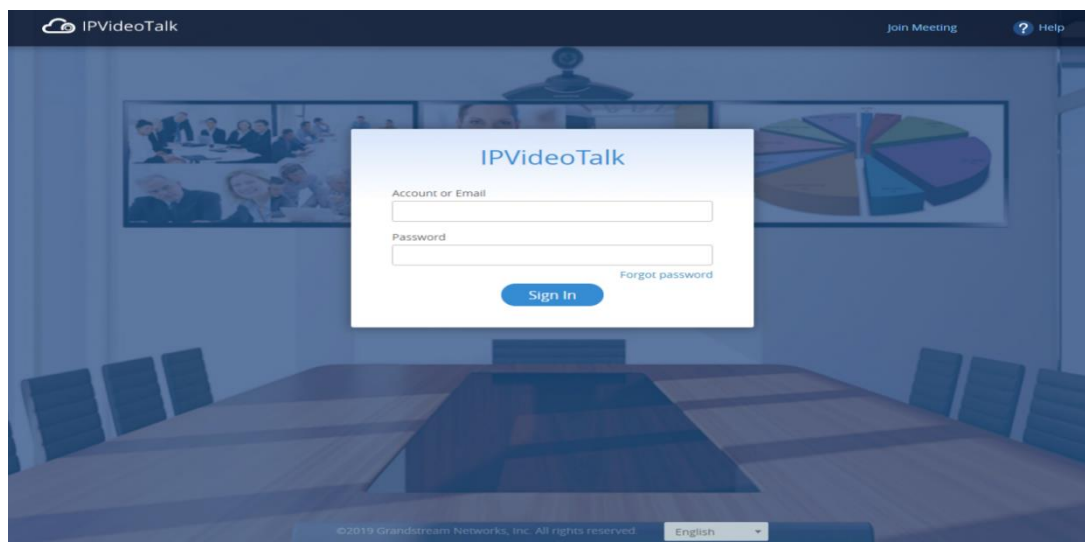 IPVideoTalk
Join Meeting
? Help
IPVideoTalk
Account or Email
Password
Forgot password
Sign In
©2019 Grandstream Networks, Inc. All rights reserved.
English